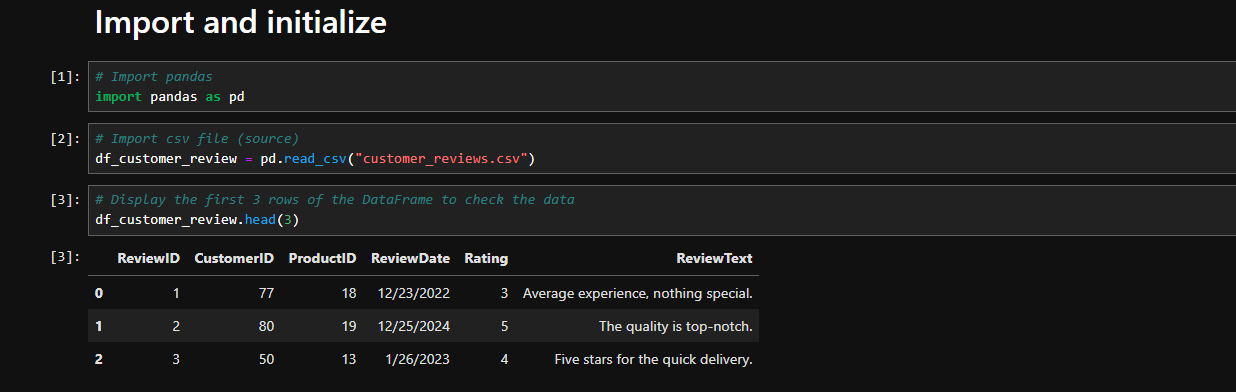 Import and initialize
[1]: # Import pandas
import pandas as pd
[2]: # Import csv file (source)
df_customer_review = pd.read_csv("customer_reviews.csv")
[3]: # Display the first 3 rows of the DataFrame to check the data
df_customer_review.head(3)
[3]: ReviewID CustomerID ProductID ReviewDate Rating ReviewText
0 1 77 18 12/23/2022 3 Average experience, nothing special.
1 2 80 19 12/25/2024 5 The quality is top-notch.
2 3 50 13 1/26/2023 4 Five stars for the quick delivery.